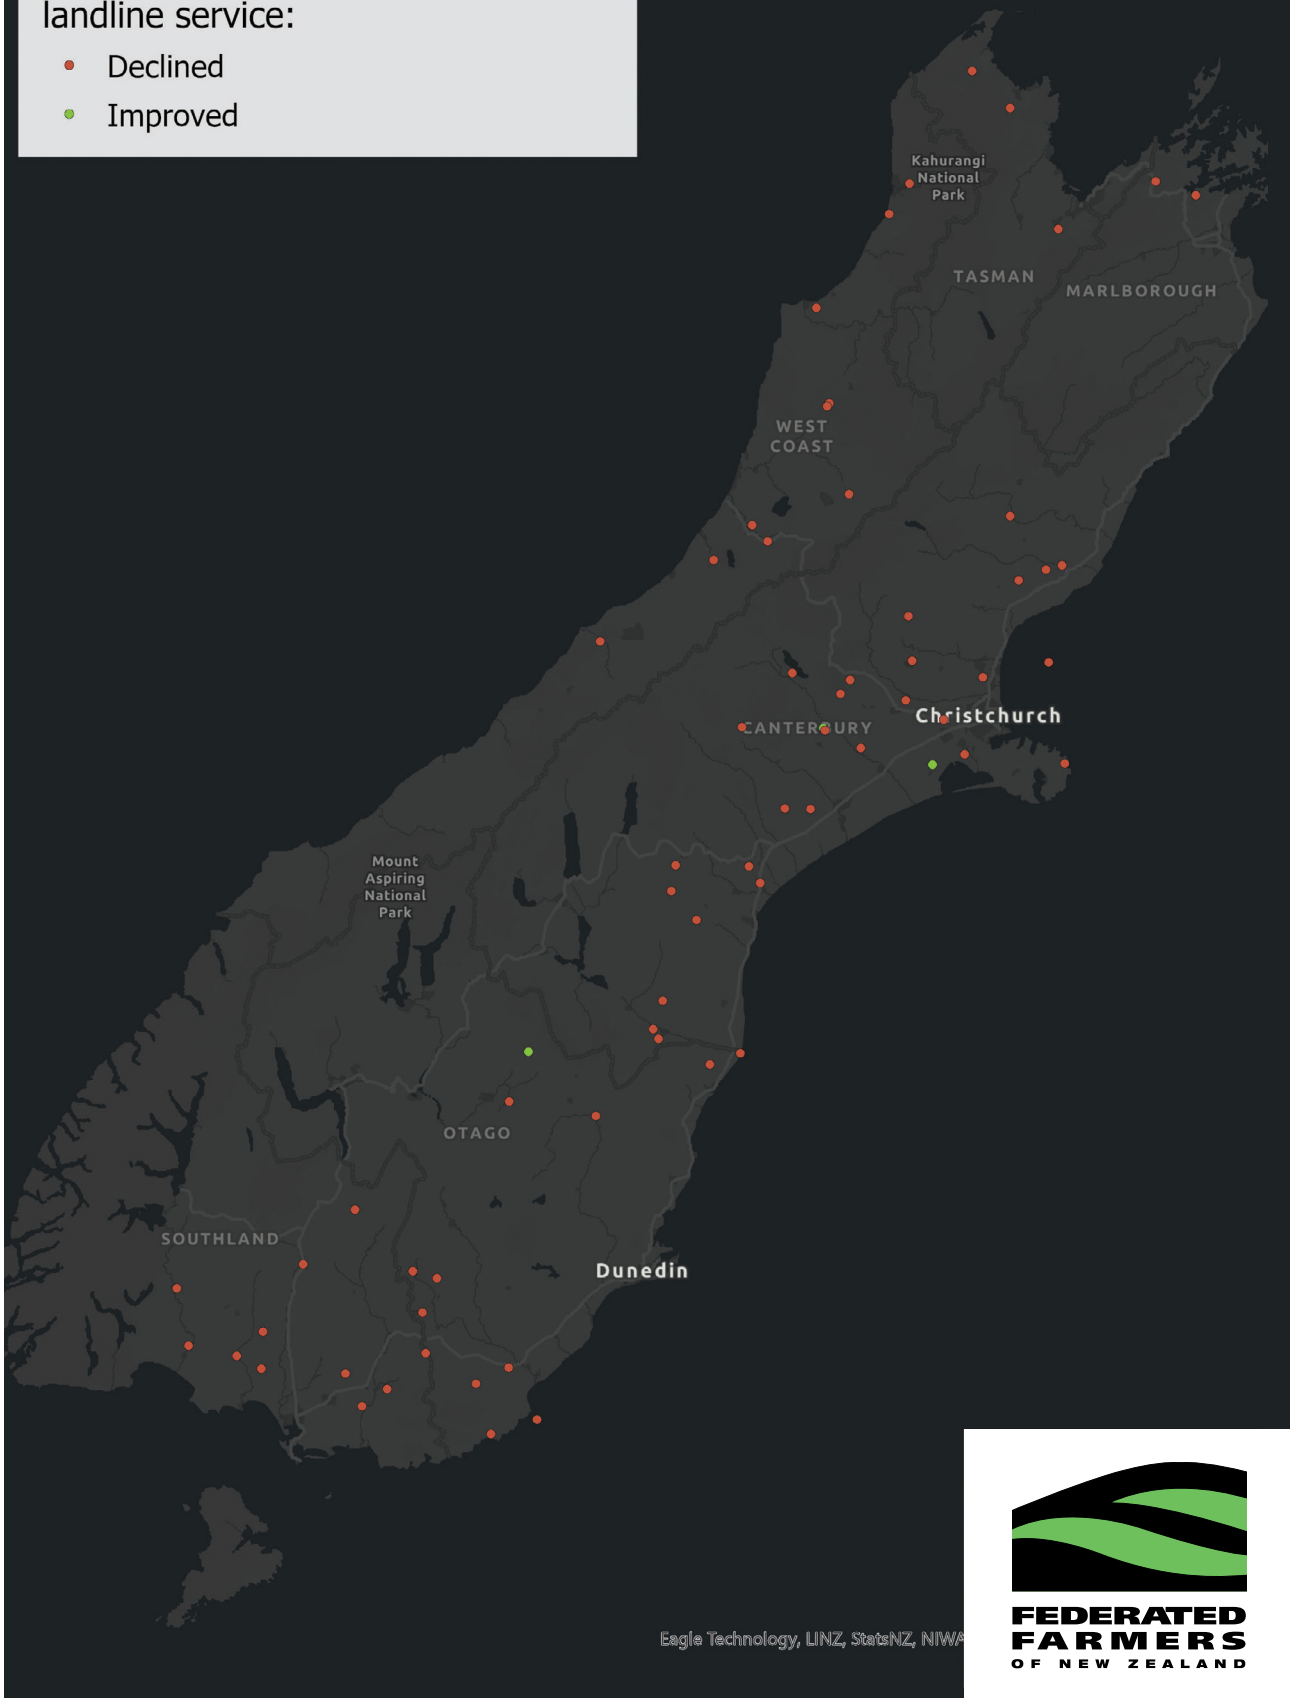 landline service:
Declined
Improved
Kahurangi
National
Park
TASMAN
MARLBOROUGH
WEST
COAST
Christchurch
CANTERBURY
Mount
Aspiring
National
Park
OTAGO
SOUTHLAND
Dunedin
Eagle Technology, LINZ, StatsNZ, NIWA
FEDERATED
FARMERS
OF NEW ZEALAND